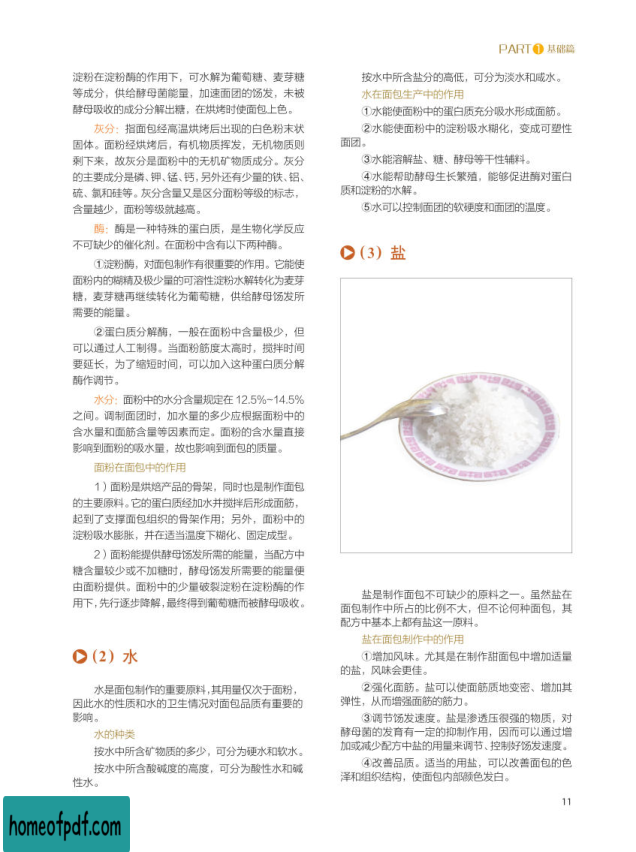 PART 1 基础篇
淀粉在淀粉酶的作用下，可水解为葡萄糖、麦芽糖
等成分，供给酵母菌能量，加速面团的饧发，未被
酵母吸收的成分分解出糖，在烘烤时使面包上色。
灰分：指面包经高温烘烤后出现的白色粉末状
固体。面粉经烘烤后，有机物质挥发，无机物质则
剩下来，故灰分是面粉中的无机矿物质成分。灰分
的主要成分是磷、钾、锰、钙，另外还有少量的铁、铝、
硫、氯和硅等。灰分含量又是区分面粉等级的标志，
含量越少，面粉等级就越高。
酶：酶是一种特殊的蛋白质，是生物化学反应
不可缺少的催化剂。在面粉中含有以下两种酶。
①淀粉酶，对面包制作有很重要的作用。它能使
面粉内的糊精及极少量的可溶性淀粉水解转化为麦芽
糖，麦芽糖再继续转化为葡萄糖，供给酵母饧发所
需要的能量。
②蛋白质分解酶，一般在面粉中含量极少，但
可以通过人工制得。当面粉筋度太高时，搅拌时间
要延长，为了缩短时间，可以加入这种蛋白质分解
酶作调节。
水分：面粉中的水分含量规定在 12.5%~14.5%
之间。调制面团时，加水量的多少应根据面粉中的
含水量和面筋含量等因素而定。面粉的含水量直接
影响到面粉的吸水量，故也影响到面包的质量。
面粉在面包中的作用
1）面粉是烘焙产品的骨架，同时也是制作面包
的主要原料。它的蛋白质经加水并搅拌后形成面筋，
起到了支撑面包组织的骨架作用；另外，面粉中的
淀粉吸水膨胀，并在适当温度下糊化、固定成型。
2）面粉能提供酵母饧发所需的能量，当配方中
糖含量较少或不加糖时，酵母饧发所需要的能量便
由面粉提供。面粉中的少量破裂淀粉在淀粉酶的作
用下，先行逐步降解，最终得到葡萄糖而被酵母吸收。
（2）水
水是面包制作的重要原料，其用量仅次于面粉，
因此水的性质和水的卫生情况对面包品质有重要的
影响。
水的种类
按水中所含矿物质的多少，可分为硬水和软水。
按水中所含酸碱度的高度，可分为酸性水和碱
性水。
按水中所含盐分的高低，可分为淡水和咸水。
水在面包生产中的作用
①水能使面粉中的蛋白质充分吸水形成面筋。
②水能使面粉中的淀粉吸水糊化，变成可塑性
面团。
③水能溶解盐、糖、酵母等干性辅料。
④水能帮助酵母生长繁殖，能够促进酶对蛋白
质和淀粉的水解。
⑤水可以控制面团的软硬度和面团的温度。
（3）盐
盐是制作面包不可缺少的原料之一。虽然盐在
面包制作中所占的比例不大，但不论何种面包，其
配方中基本上都有盐这一原料。
盐在面包制作中的作用
①增加风味。尤其是在制作甜面包中增加适量
的盐，风味会更佳。
②强化面筋。盐可以使面筋质地变密、增加其
弹性，从而增强面筋的筋力。
③调节饧发速度。盐是渗透压很强的物质，对
酵母菌的发育有一定的抑制作用，因而可以通过增
加或减少配方中盐的用量来调节、控制好饧发速度。
④改善品质。适当的用盐，可以改善面包的色
泽和组织结构，使面包内部颜色发白。
11
homeofpdf.com